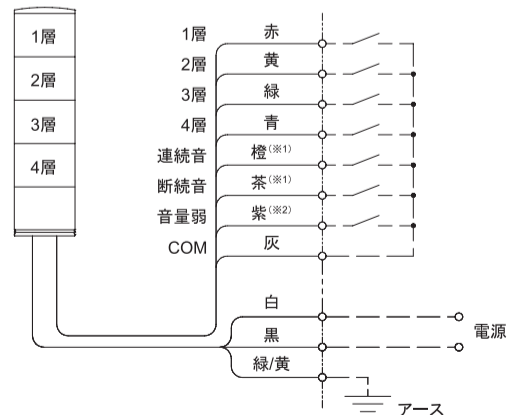 1層
2層
3層
4層
1層 赤
2層 黄
3層 緑
4層 青
連続音 橙(※1)
断続音 茶(※1)
音量弱 紫(※2)
COM 灰
白
黒
緑/黄
電源
アース